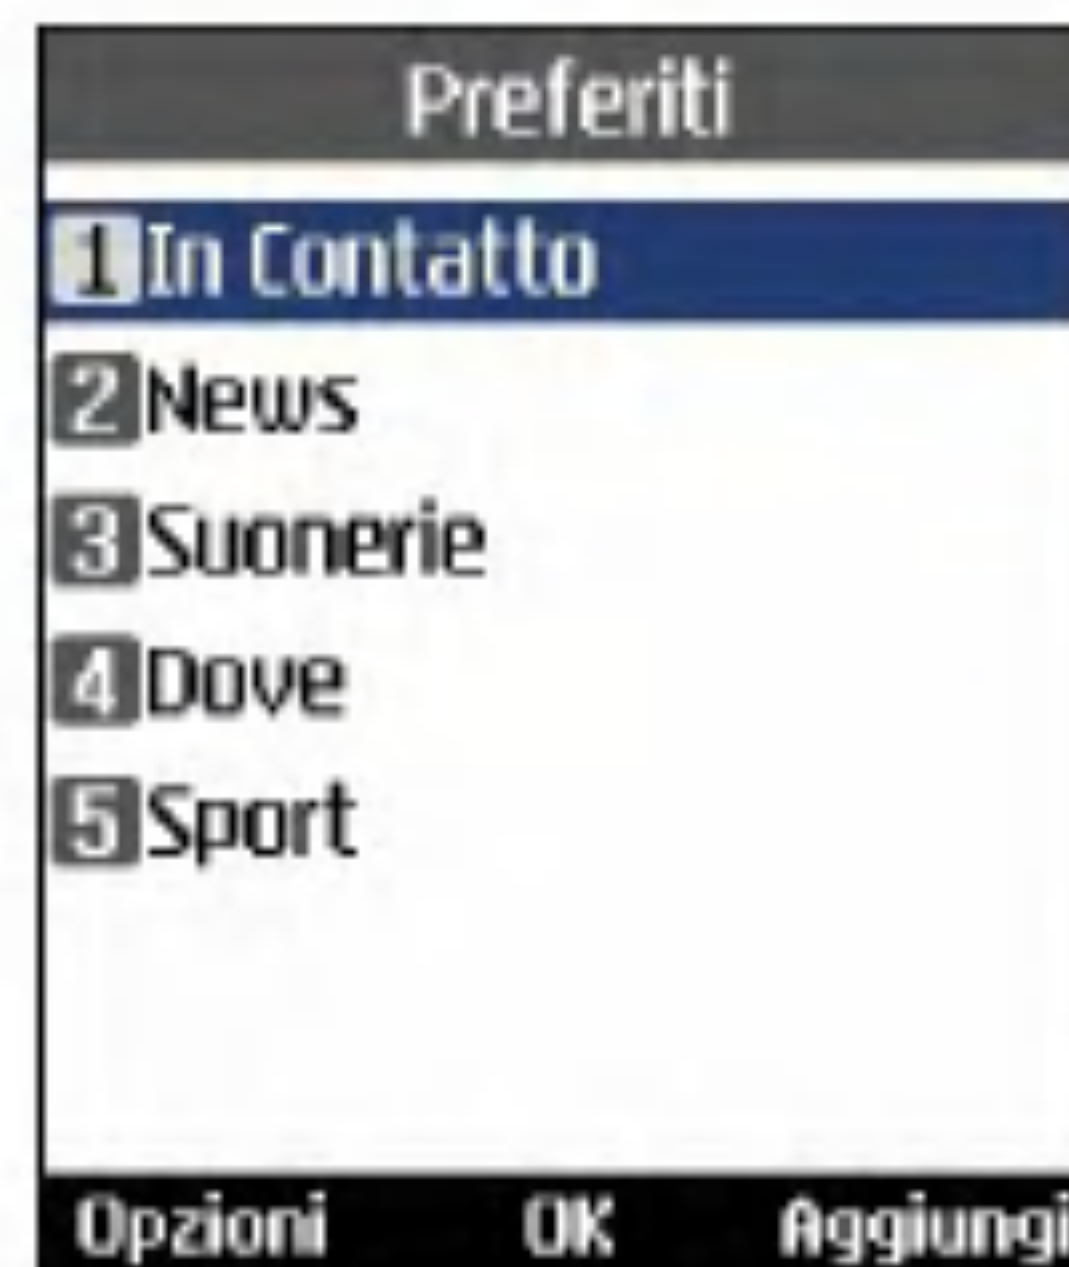 Preferiti
1 In Contatto
2 News
3 Suonerie
4 Dove
5 Sport
Opzioni OK Aggiungi